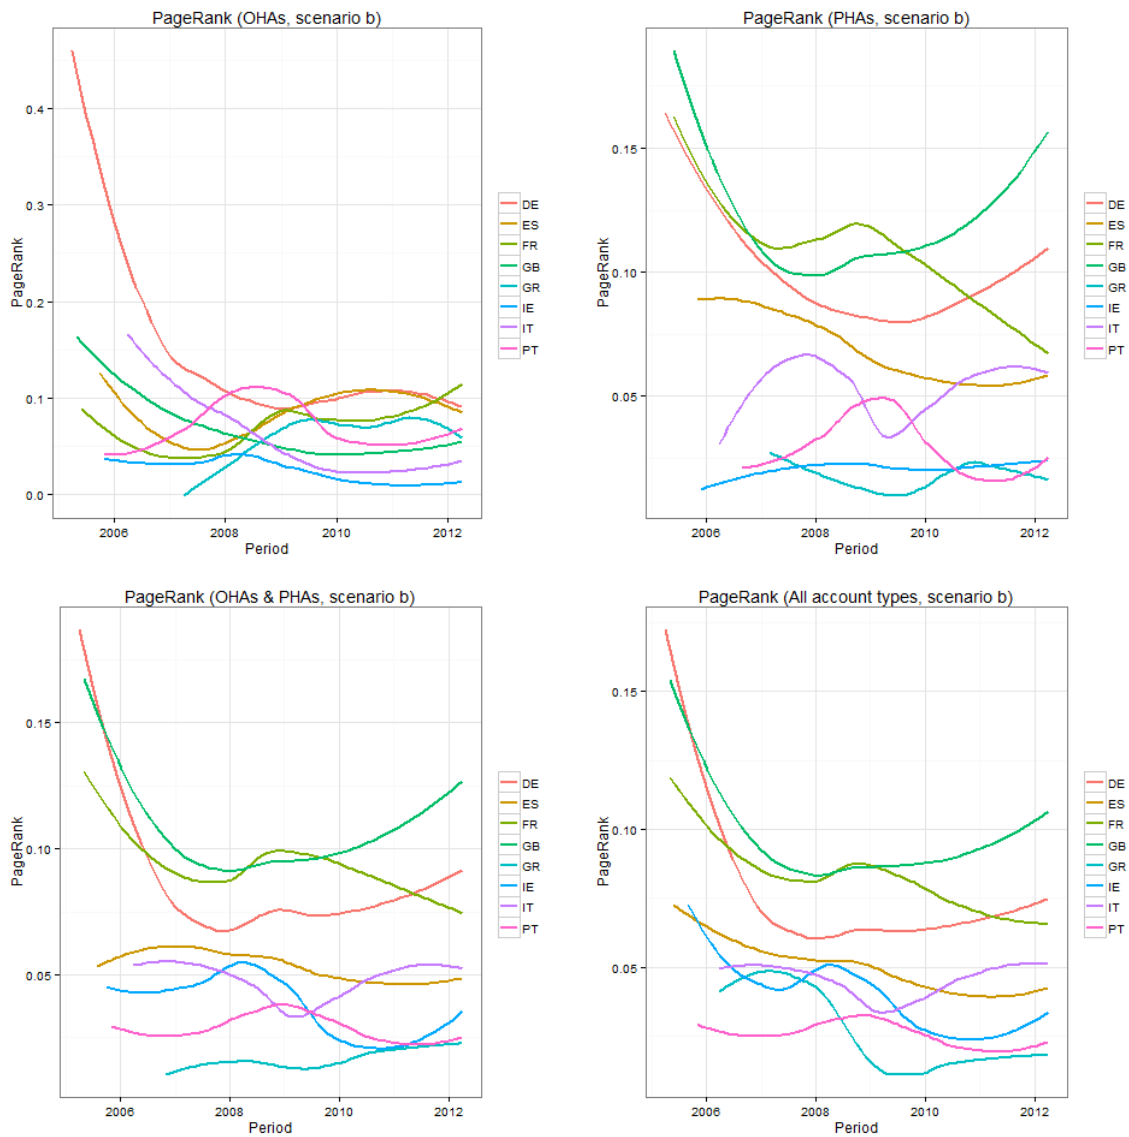 PageRank (OHAs, scenario b)
PageRank
0.4
0.3
0.2
0.1
0.0
2006 2008 2010 2012
Period
DE
ES
FR
GB
GR
IE
IT
PT
PageRank (PHAs, scenario b)
PageRank
0.15
0.10
0.05
2006 2008 2010 2012
Period
DE
ES
FR
GB
GR
IE
IT
PT
PageRank (OHAs & PHAs, scenario b)
PageRank
0.15
0.10
0.05
2006 2008 2010 2012
Period
DE
ES
FR
GB
GR
IE
IT
PT
PageRank (All account types, scenario b)
PageRank
0.15
0.10
0.05
2006 2008 2010 2012
Period
DE
ES
FR
GB
GR
IE
IT
PT